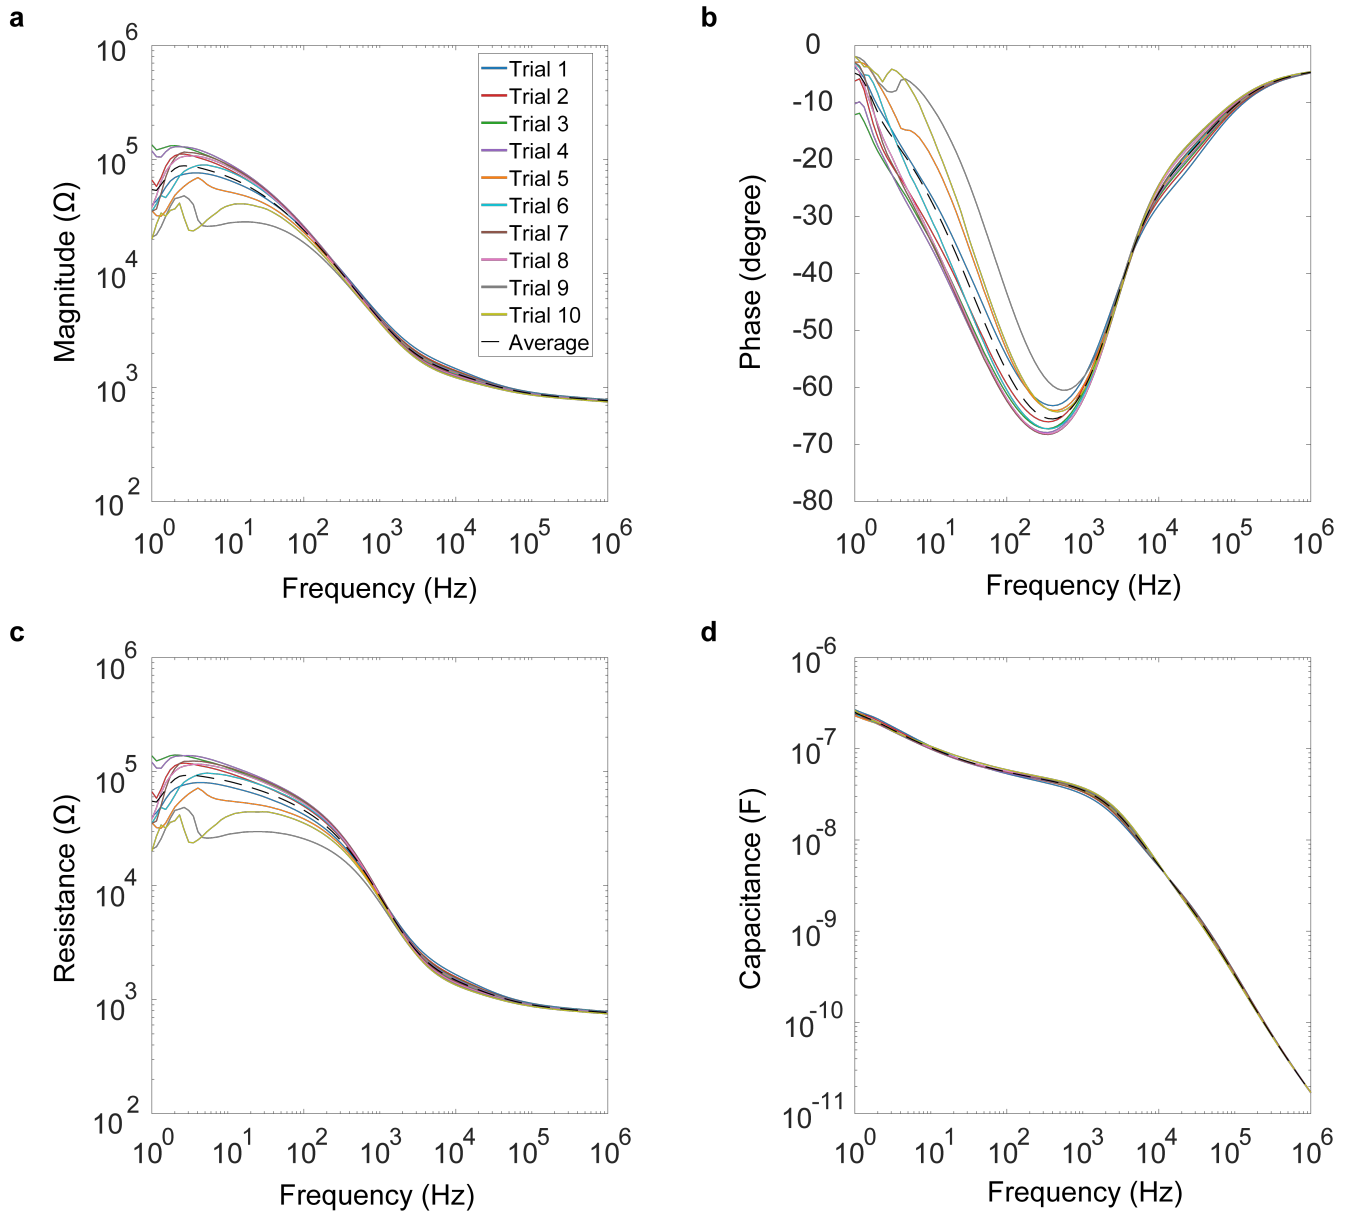 a
10^6
10^5
10^4
10^3
10^2
Magnitude (Ω)
Trial 1
Trial 2
Trial 3
Trial 4
Trial 5
Trial 6
Trial 7
Trial 8
Trial 9
Trial 10
Average
10^0 10^1 10^2 10^3 10^4 10^5 10^6
Frequency (Hz)
b
0
-10
-20
-30
-40
-50
-60
-70
-80
Phase (degree)
10^0 10^1 10^2 10^3 10^4 10^5 10^6
Frequency (Hz)
c
10^6
10^5
10^4
10^3
10^2
Resistance (Ω)
10^0 10^1 10^2 10^3 10^4 10^5 10^6
Frequency (Hz)
d
10^-6
10^-7
10^-8
10^-9
10^-10
10^-11
Capacitance (F)
10^0 10^1 10^2 10^3 10^4 10^5 10^6
Frequency (Hz)